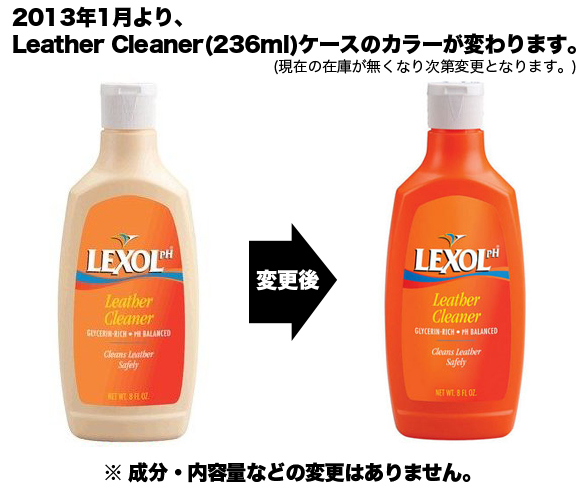 2013年1月より、
Leather Cleaner(236ml)ケースのカラーが変わります。
(現在の在庫が無くなり次第変更となります。)
LEXOL PH
Leather
Cleaner
GLYCERIN-RICH • PH BALANCED
Cleans Leather
Safely
NET WT. 8 FL OZ.
変更後
LEXOL PH
Leather
Cleaner
GLYCERIN-RICH • PH BALANCED
Cleans Leather
Safely
NET WT. 8 FL OZ.
※ 成分・内容量などの変更はありません。